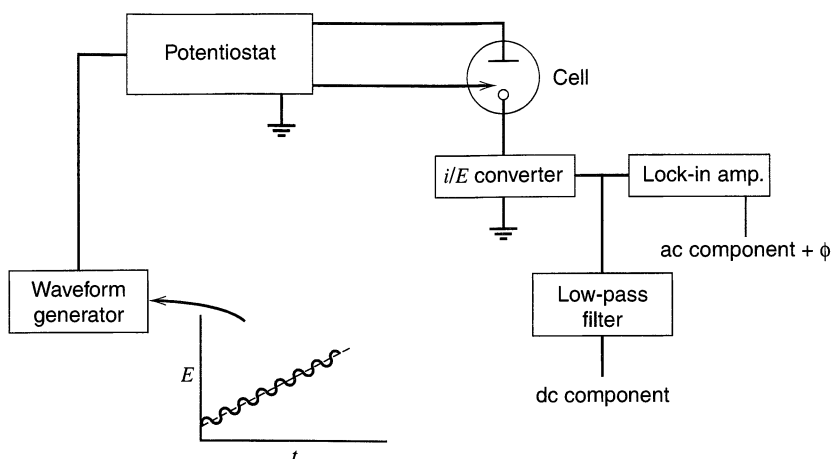 Potentiostat
Cell
i/E converter
Lock-in amp.
ac component + ϕ
Waveform
generator
Low-pass
filter
E
dc component
t